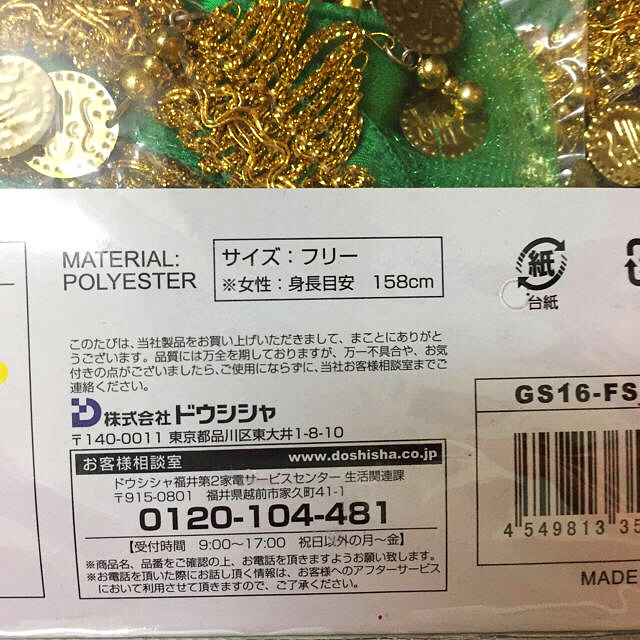 MATERIAL:
POLYESTER
サイズ：フリー
※女性：身長目安 158cm
紙
台紙
このたびは、当社製品をお買い上げいただきまして、まことにありがと
うございます。品質には万全を期しておりますが、万一不具合や、お気
付きの点がございましたら、ご使用にならずに、当社お客様相談室までご
連絡ください。
株式会社 ドウシシャ
〒140-0011 東京都品川区東大井1-8-10
お客様相談室 www.doshisha.co.jp
ドウシシャ福井第2家電サービスセンター 生活関連課
〒915-0801 福井県越前市家久町41-1
0120-104-481
【受付時間 9:00〜17:00 祝日以外の月〜金】
※商品名、品番をご確認の上、お電話を頂きますようお願い致します。
※お電話を頂いた際にお話し頂く情報は、お客様へのアフターサービス
において利用させて頂きますので、ご了承ください。
GS16-FS
4 549813 35
MADE